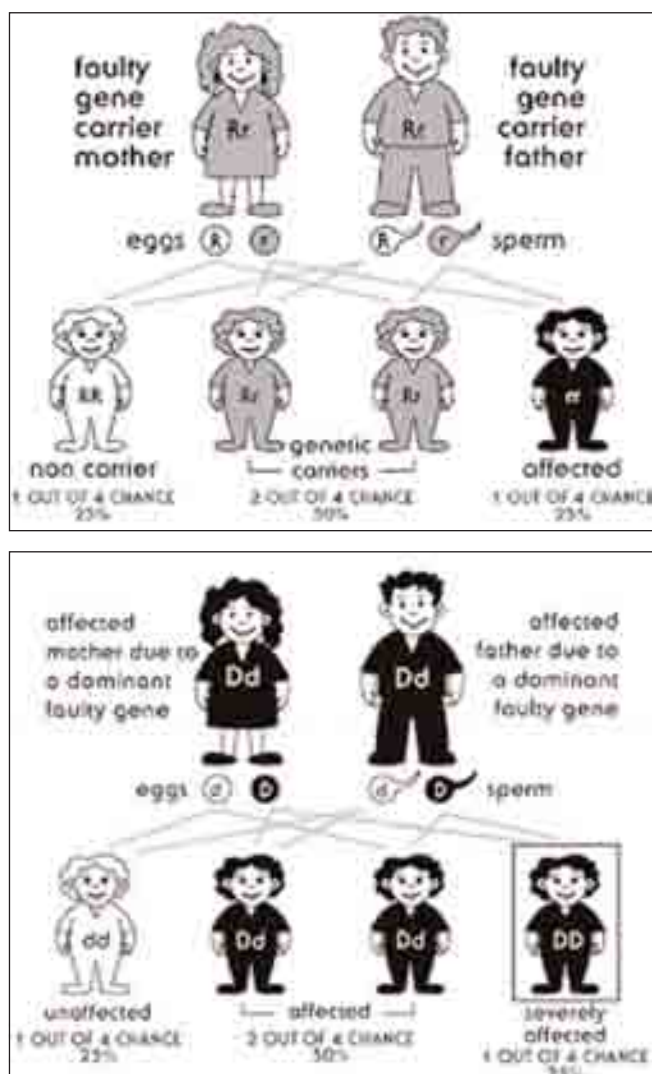 faulty
gene
carrier
mother
faulty
gene
carrier
father
Rr
Rr
eggs R r
R r sperm
RR
Rr
Rr
rr
non carrier
genetic
carriers
affected
1 OUT OF 4 CHANCE
25%
2 OUT OF 4 CHANCE
50%
1 OUT OF 4 CHANCE
25%
affected
mother due to
a dominant
faulty gene
affected
father due to
a dominant
faulty gene
Dd
Dd
eggs d D
d D sperm
dd
Dd
Dd
DD
unaffected
affected
severely
affected
1 OUT OF 4 CHANCE
25%
2 OUT OF 4 CHANCE
50%
1 OUT OF 4 CHANCE